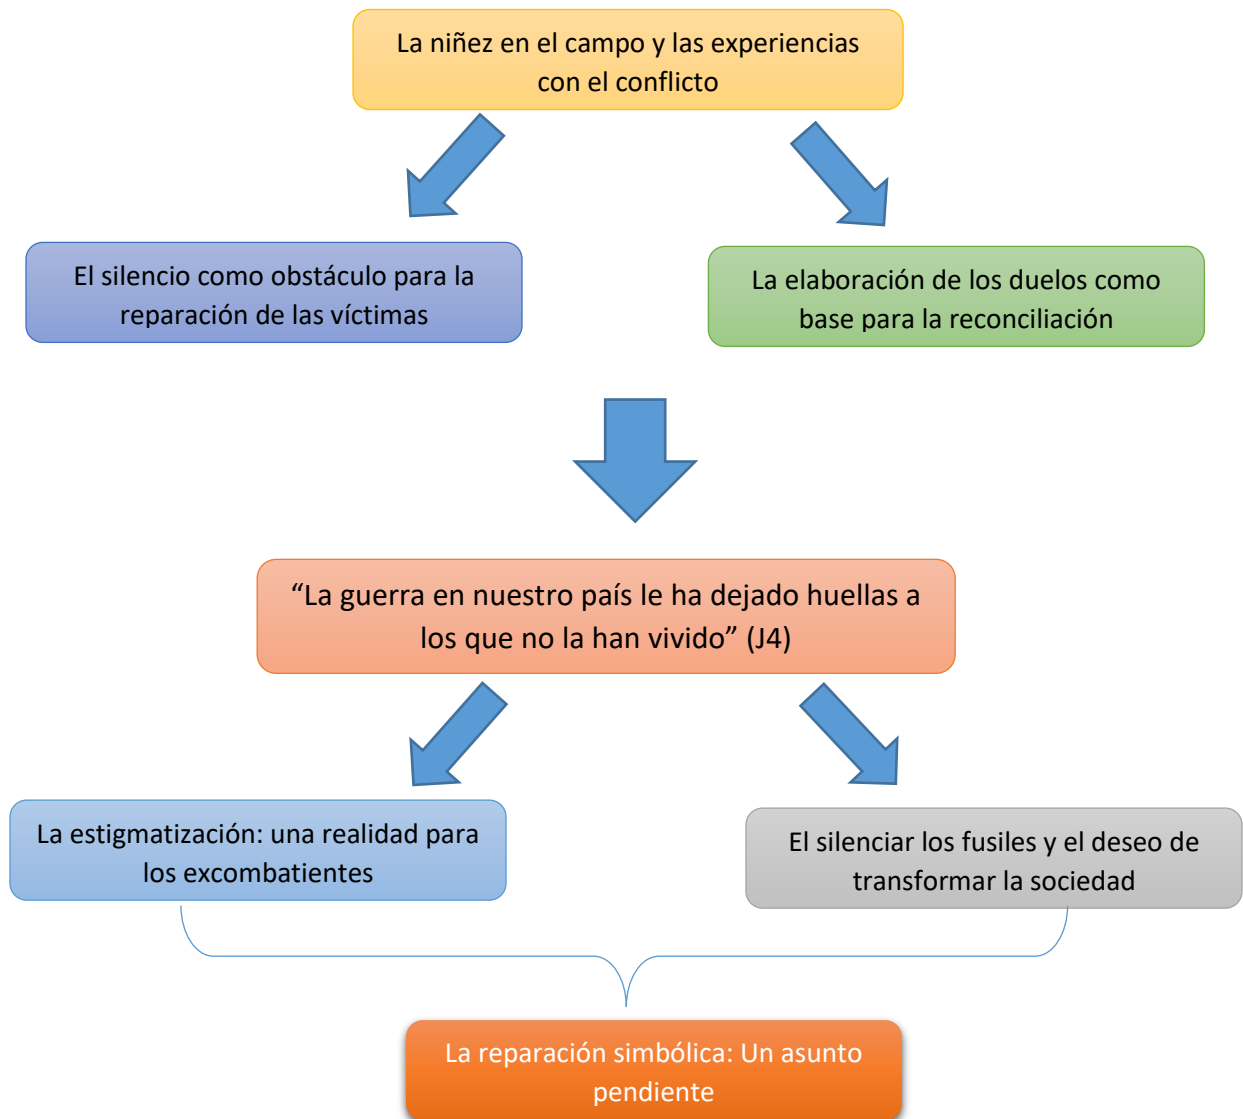 La niñez en el campo y las experiencias
con el conflicto
El silencio como obstáculo para la
reparación de las víctimas
La elaboración de los duelos como
base para la reconciliación
“La guerra en nuestro país le ha dejado huellas a
los que no la han vivido” (J4)
La estigmatización: una realidad para
los excombatientes
El silenciar los fusiles y el deseo de
transformar la sociedad
La reparación simbólica: Un asunto
pendiente